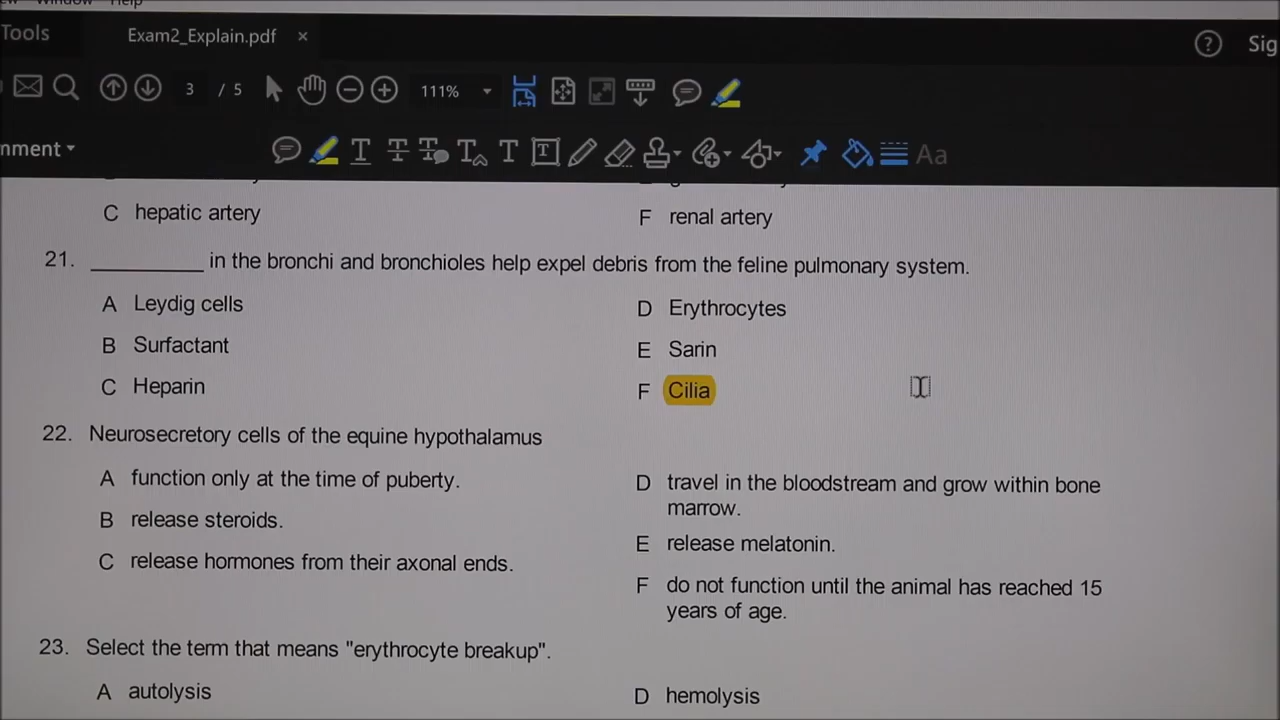 Window Help
Tools Exam2_Explain.pdf × ? Sig
3 / 5 111%
nment T T T T T T Aa
C hepatic artery F renal artery
21. __________ in the bronchi and bronchioles help expel debris from the feline pulmonary system.
A Leydig cells D Erythrocytes
B Surfactant E Sarin
C Heparin F Cilia
22. Neurosecretory cells of the equine hypothalamus
A function only at the time of puberty. D travel in the bloodstream and grow within bone
marrow.
B release steroids.
E release melatonin.
C release hormones from their axonal ends.
F do not function until the animal has reached 15
years of age.
23. Select the term that means "erythrocyte breakup".
A autolysis D hemolysis